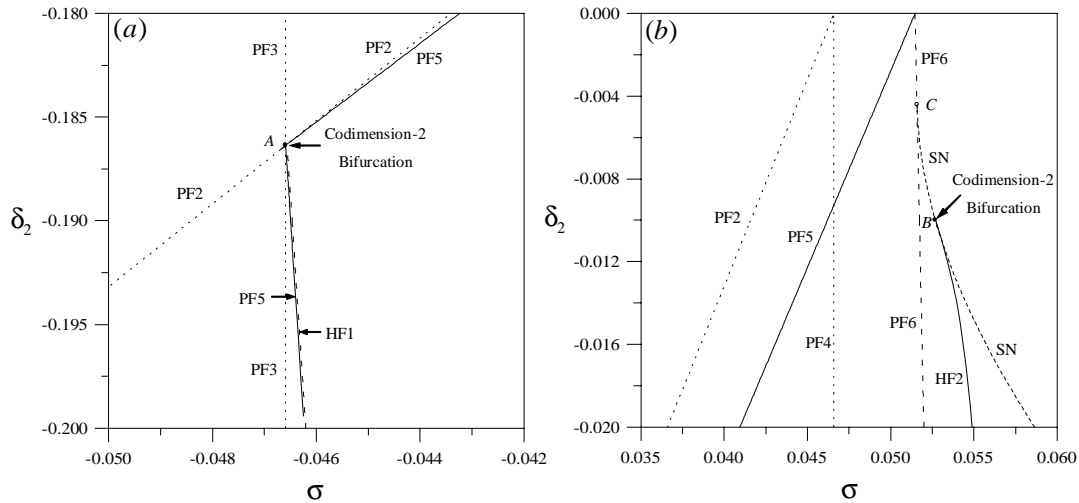 (a)
-0.180
-0.185
-0.190
-0.195
-0.200
δ2
PF3
PF2
PF5
A
Codimension-2
Bifurcation
PF2
PF5
HF1
PF3
-0.050
-0.048
-0.046
-0.044
-0.042
σ
(b)
0.000
-0.004
-0.008
-0.012
-0.016
-0.020
δ2
PF6
C
SN
Codimension-2
Bifurcation
PF2
PF5
B
PF4
PF6
SN
HF2
0.035
0.040
0.045
0.050
0.055
0.060
σ